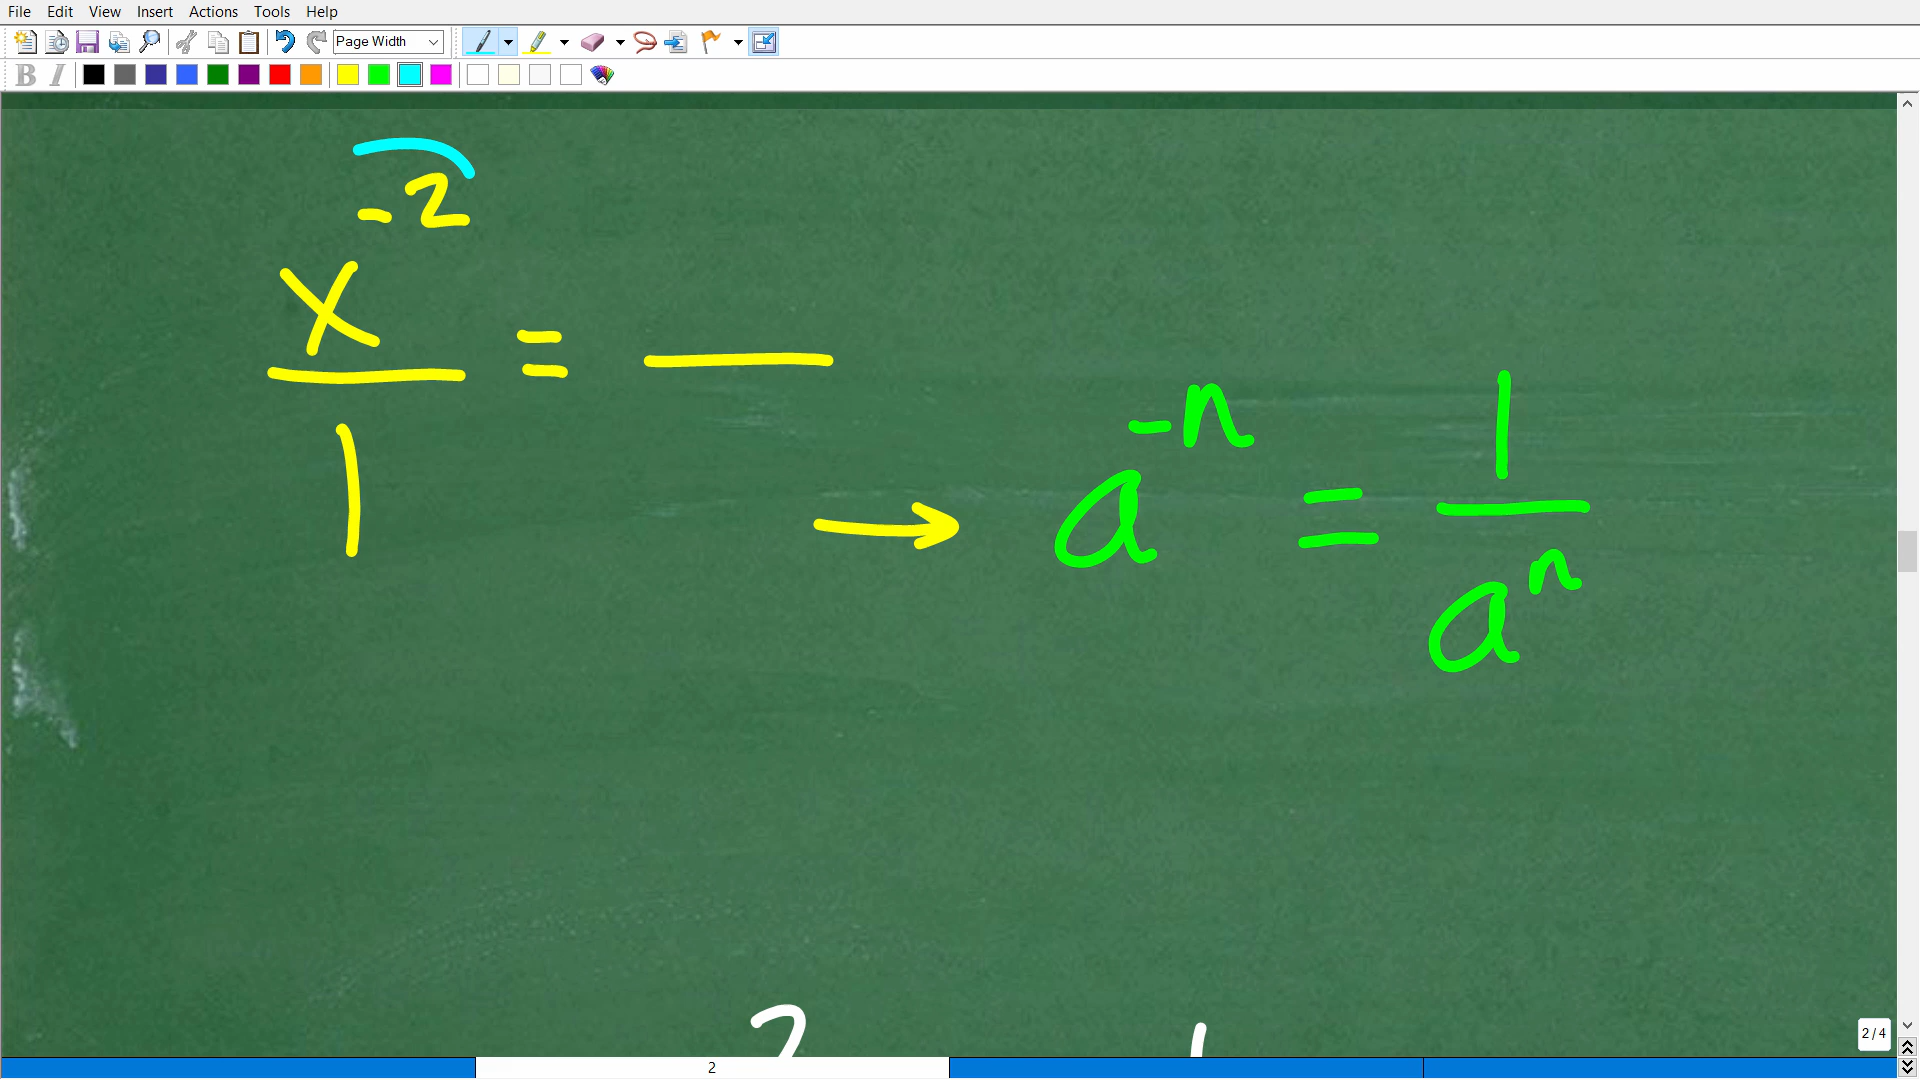 File Edit View Insert Actions Tools Help
Page Width
B I
x^-2 / 1 = —
→ a^-n = 1 / a^n
2 / 4
2